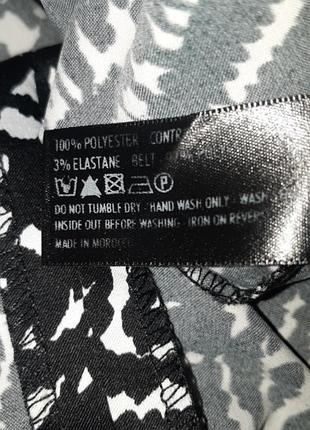 100% POLYESTER - CONTR
3% ELASTANE - BELT -
P
DO NOT TUMBLE DRY - HAND WASH ONLY - WASH
INSIDE OUT BEFORE WASHING - IRON ON REVERS
MADE IN MOROCC